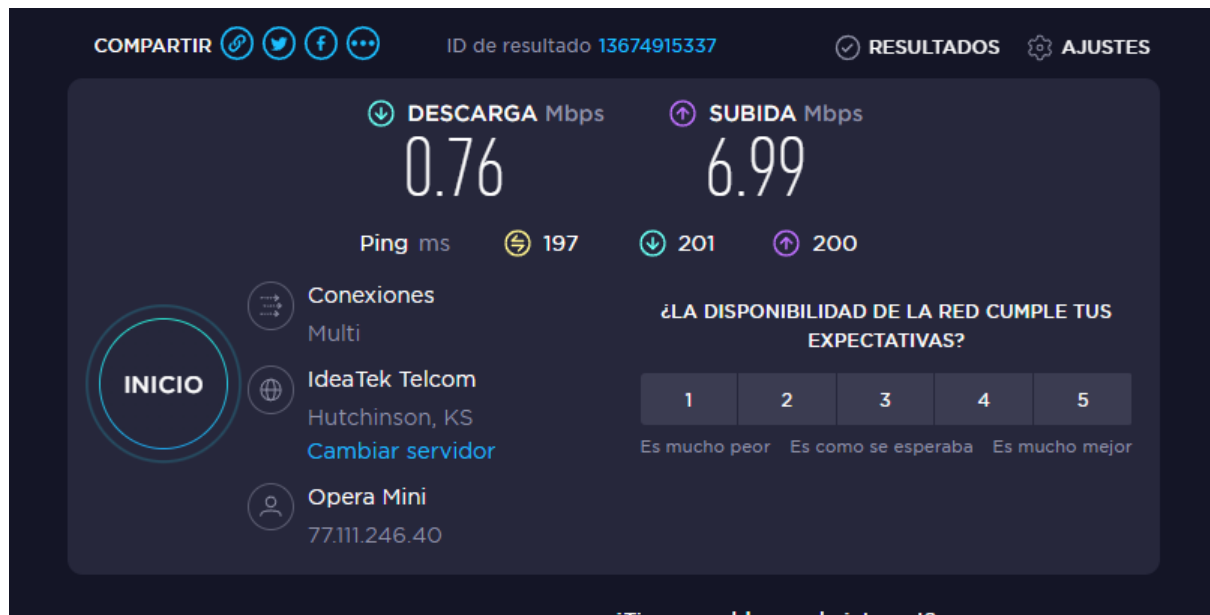 COMPARTIR ID de resultado 13674915337 RESULTADOS AJUSTES
DESCARGA Mbps SUBIDA Mbps
0.76 6.99
Ping ms 197 201 200
Conexiones
Multi
IdeaTek Telcom
Hutchinson, KS
Cambiar servidor
Opera Mini
77.111.246.40
INICIO
¿LA DISPONIBILIDAD DE LA RED CUMPLE TUS
EXPECTATIVAS?
1 2 3 4 5
Es mucho peor Es como se esperaba Es mucho mejor